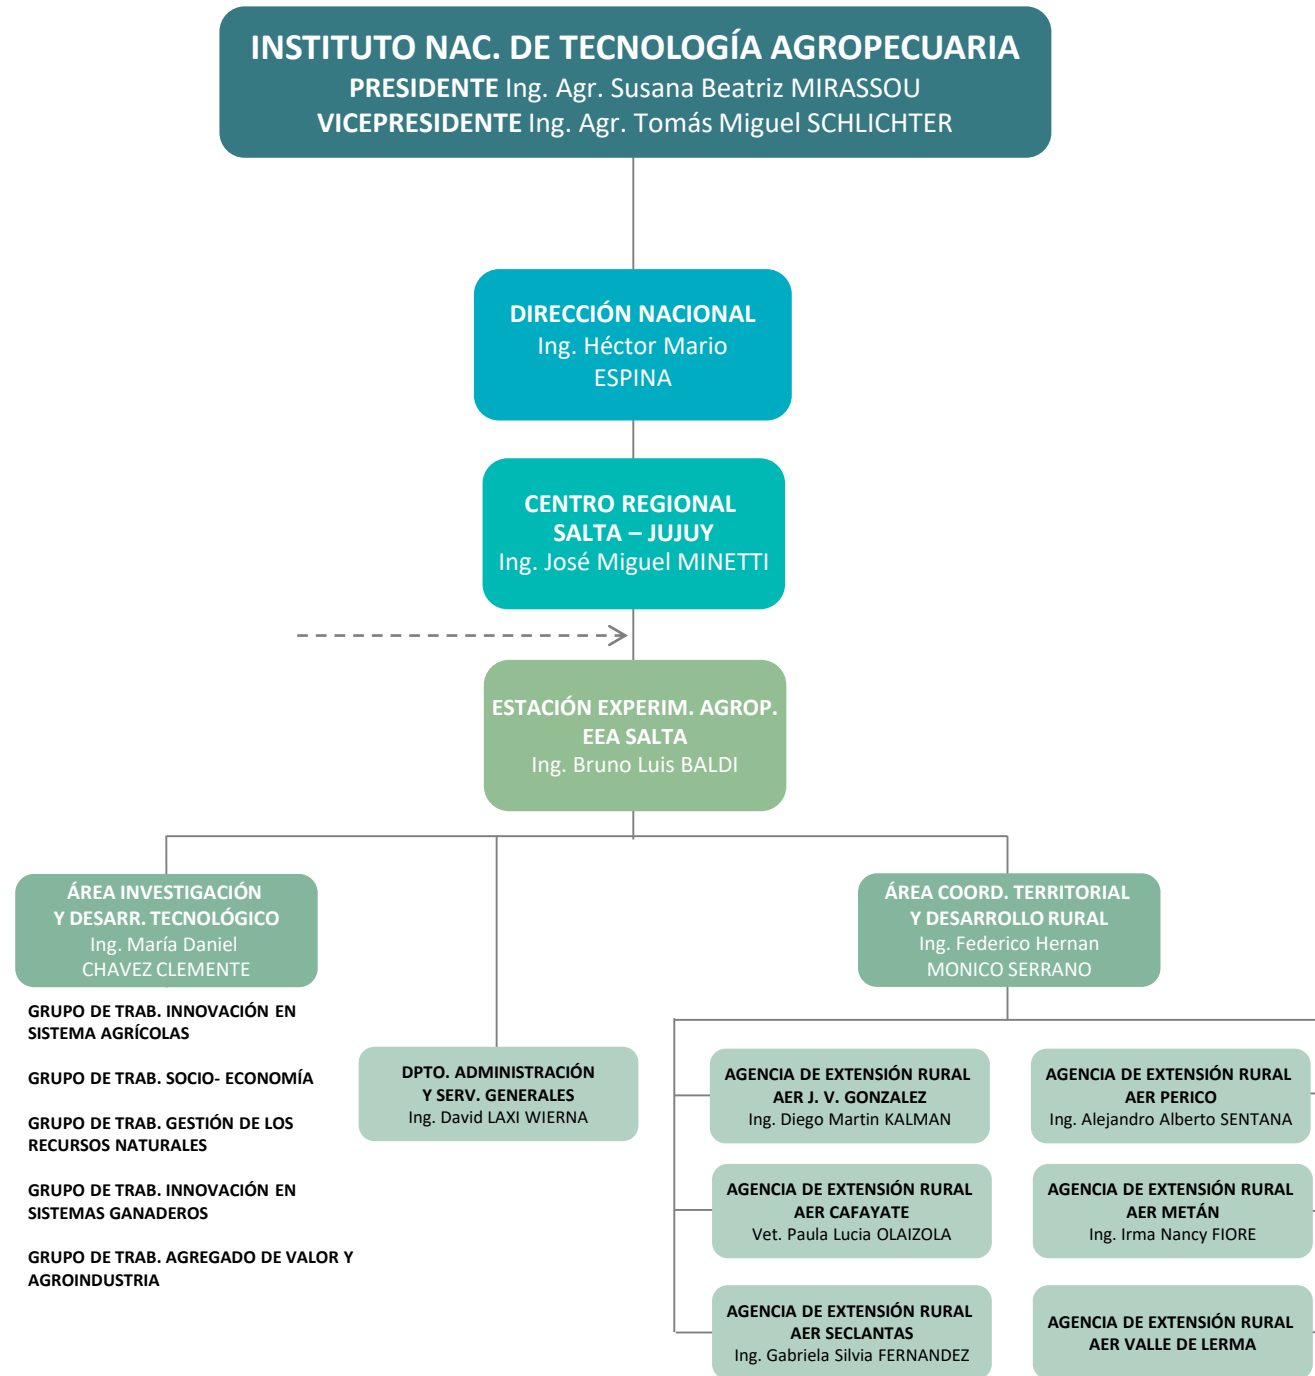 INSTITUTO NAC. DE TECNOLOGÍA AGROPECUARIA
PRESIDENTE Ing. Agr. Susana Beatriz MIRASSOU
VICEPRESIDENTE Ing. Agr. Tomás Miguel SCHLICHTER
DIRECCIÓN NACIONAL
Ing. Héctor Mario
ESPINA
CENTRO REGIONAL
SALTA – JUJUY
Ing. José Miguel MINETTI
ESTACIÓN EXPERIM. AGROP.
EEA SALTA
Ing. Bruno Luis BALDI
ÁREA INVESTIGACIÓN
Y DESARR. TECNOLÓGICO
Ing. María Daniel
CHAVEZ CLEMENTE
GRUPO DE TRAB. INNOVACIÓN EN
SISTEMA AGRÍCOLAS
GRUPO DE TRAB. SOCIO- ECONOMÍA
GRUPO DE TRAB. GESTIÓN DE LOS
RECURSOS NATURALES
GRUPO DE TRAB. INNOVACIÓN EN
SISTEMAS GANADEROS
GRUPO DE TRAB. AGREGADO DE VALOR Y
AGROINDUSTRIA
DPTO. ADMINISTRACIÓN
Y SERV. GENERALES
Ing. David LAXI WIERNA
ÁREA COORD. TERRITORIAL
Y DESARROLLO RURAL
Ing. Federico Hernan
MONICO SERRANO
AGENCIA DE EXTENSIÓN RURAL
AER J. V. GONZALEZ
Ing. Diego Martin KALMAN
AGENCIA DE EXTENSIÓN RURAL
AER PERICO
Ing. Alejandro Alberto SENTANA
AGENCIA DE EXTENSIÓN RURAL
AER CAFAYATE
Vet. Paula Lucia OLAIZOLA
AGENCIA DE EXTENSIÓN RURAL
AER METÁN
Ing. Irma Nancy FIORE
AGENCIA DE EXTENSIÓN RURAL
AER SECLANTAS
Ing. Gabriela Silvia FERNANDEZ
AGENCIA DE EXTENSIÓN RURAL
AER VALLE DE LERMA